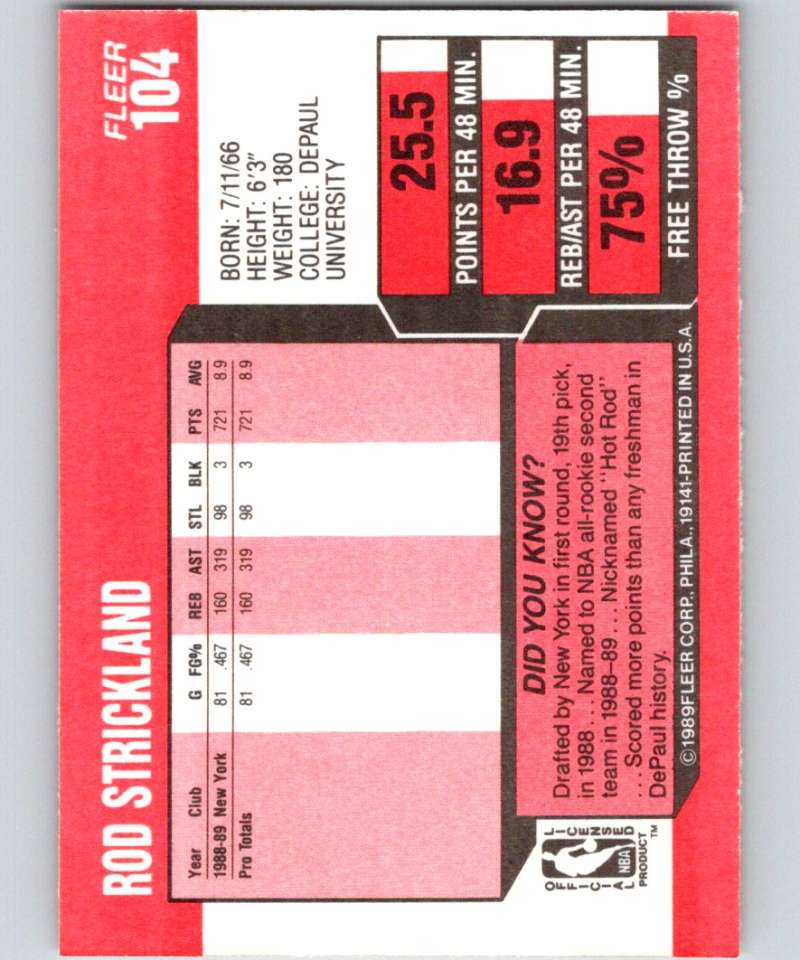 ROD STRICKLAND
FLEER
104
Year Club G FG% REB AST STL BLK PTS AVG
1988-89 New York 81 .467 160 319 98 3 721 8.9
Pro Totals 81 .467 160 319 98 3 721 8.9
BORN: 7/11/66
HEIGHT: 6'3"
WEIGHT: 180
COLLEGE: DEPAUL
UNIVERSITY
25.5
POINTS PER 48 MIN.
16.9
REB/AST PER 48 MIN.
75%
FREE THROW %
DID YOU KNOW?
Drafted by New York in first round, 19th pick,
in 1988 . . . Named to NBA all-rookie second
team in 1988-89 . . . Nicknamed "Hot Rod"
. . . Scored more points than any freshman in
DePaul history.
OFFICIAL
LICENSED
NBA
PRODUCT™
©1989FLEER CORP., PHILA., 19141-PRINTED IN U.S.A.